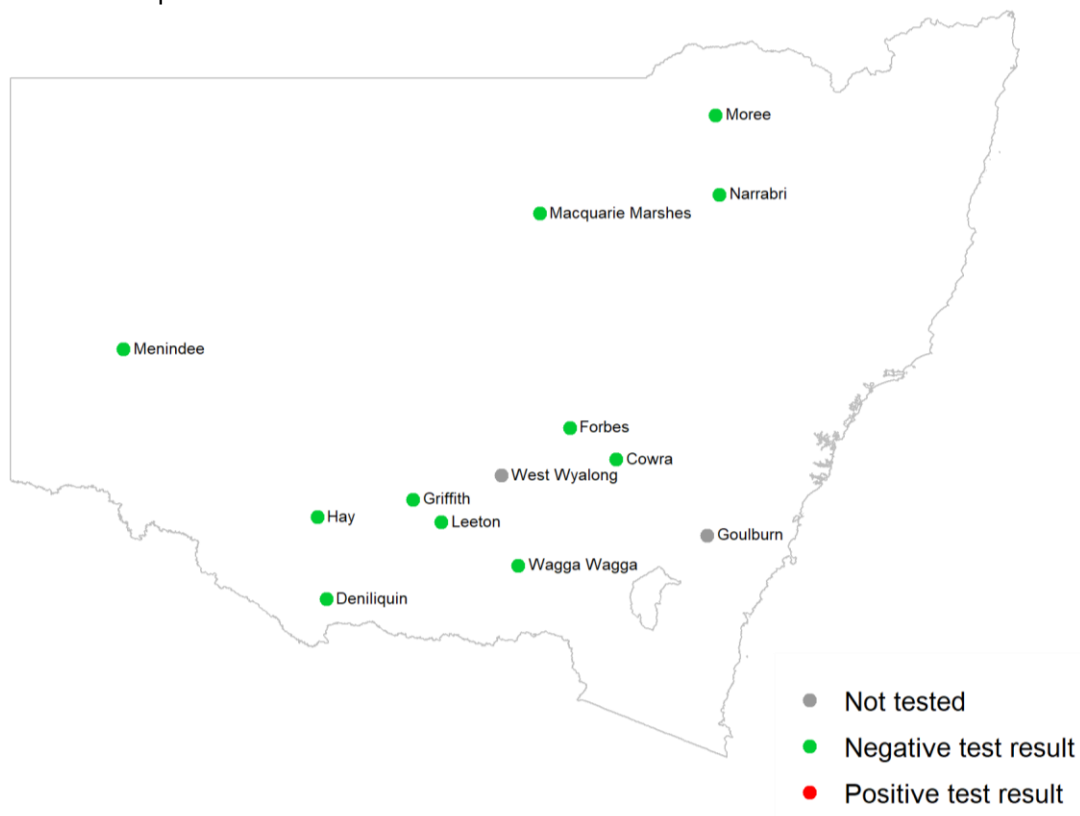 Moree
Narrabri
Macquarie Marshes
Menindee
Forbes
Cowra
West Wyalong
Griffith
Hay
Leeton
Goulburn
Wagga Wagga
Deniliquin
Not tested
Negative test result
Positive test result